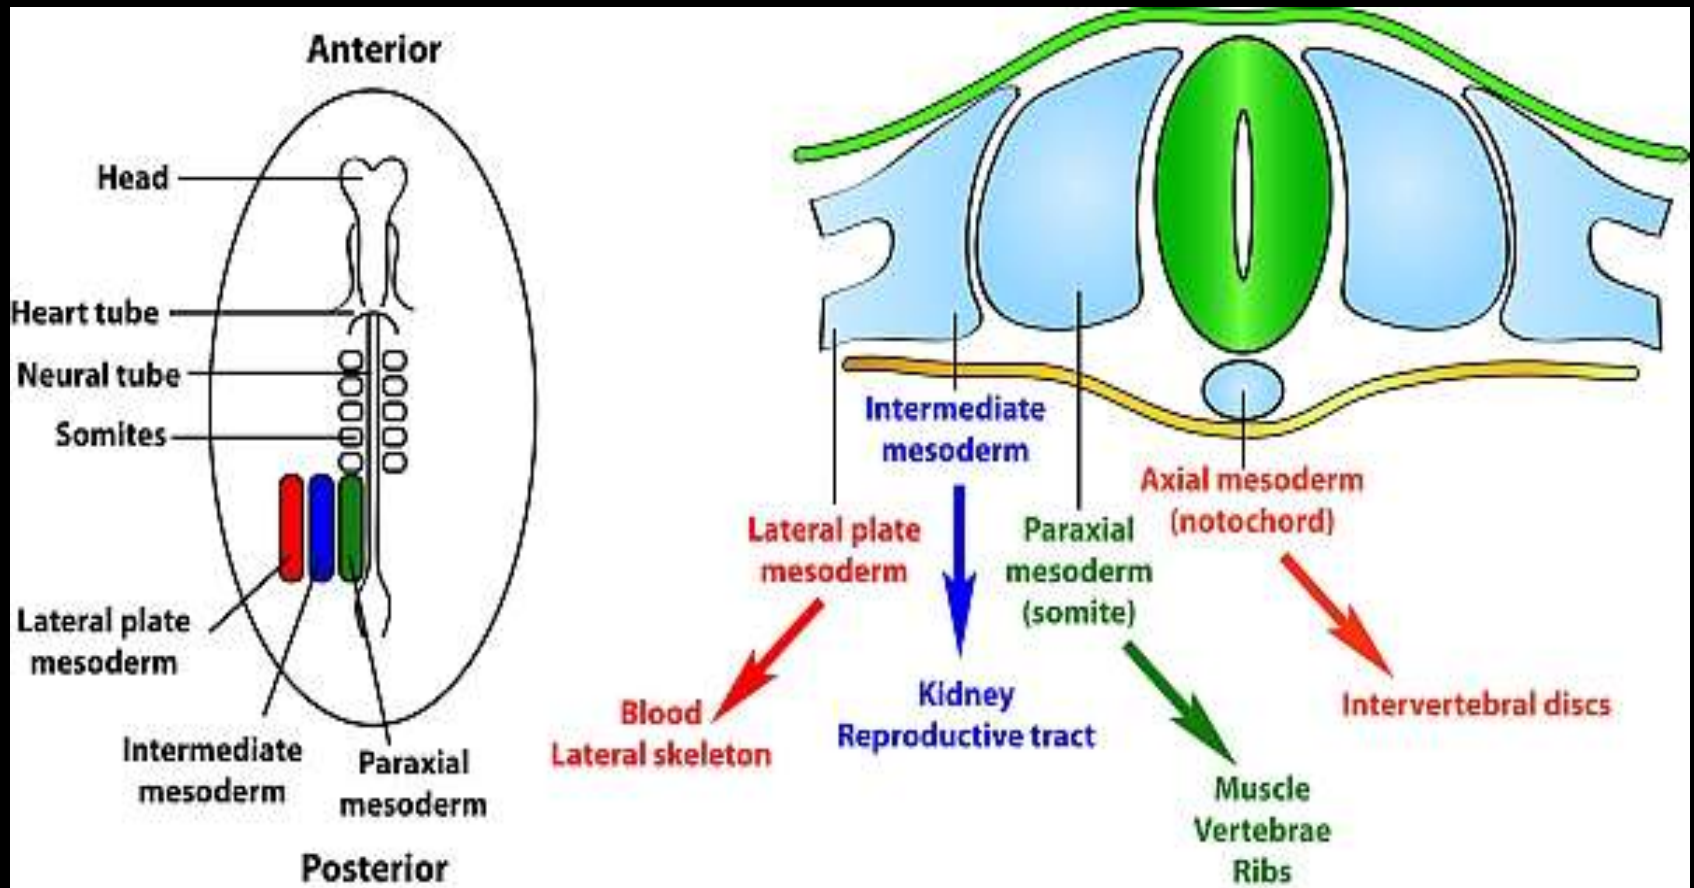 Anterior
Head
Heart tube
Neural tube
Somites
Lateral plate
mesoderm
Intermediate
mesoderm
Paraxial
mesoderm
Posterior
Intermediate
mesoderm
Lateral plate
mesoderm
Paraxial
mesoderm
(somite)
Axial mesoderm
(notochord)
Blood
Lateral skeleton
Kidney
Reproductive tract
Muscle
Vertebrae
Ribs
Intervertebral discs